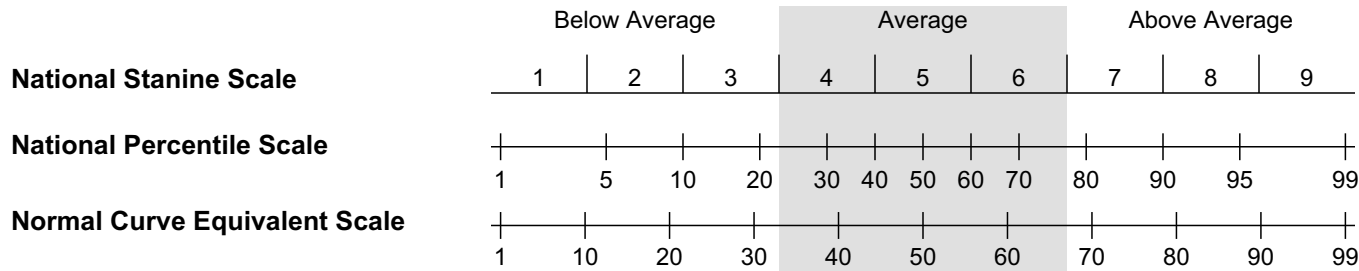 Below Average Average Above Average
National Stanine Scale 1 2 3 4 5 6 7 8 9
National Percentile Scale
1 5 10 20 30 40 50 60 70 80 90 95 99
Normal Curve Equivalent Scale
1 10 20 30 40 50 60 70 80 90 99